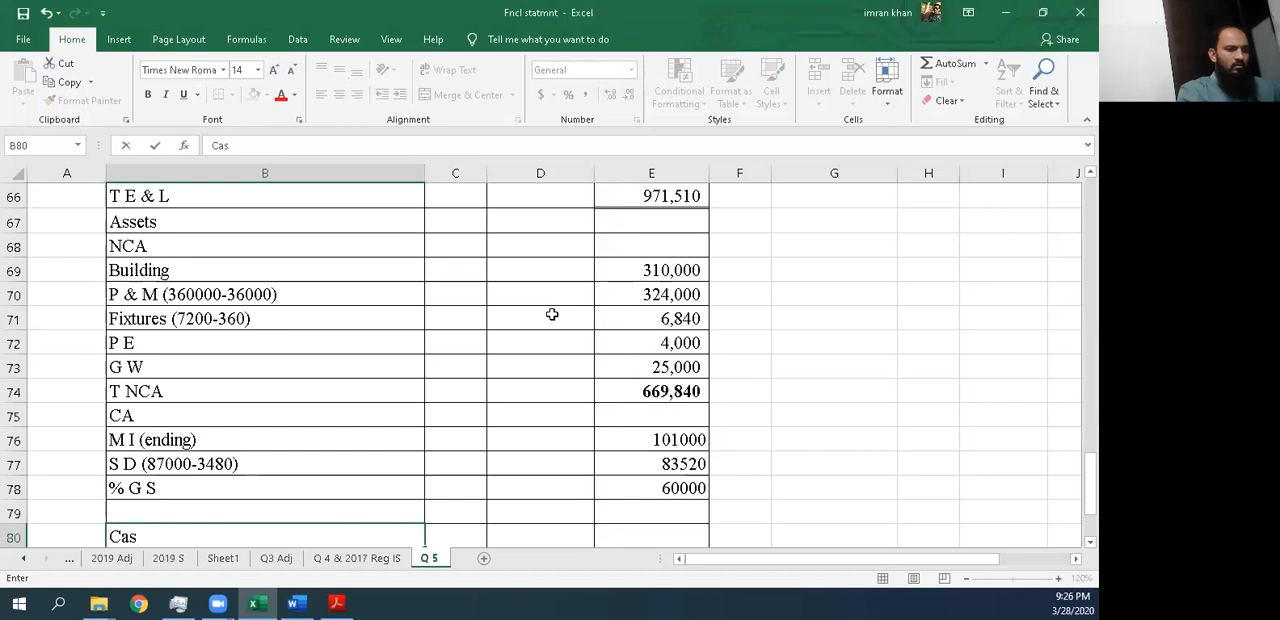 Fncl statmnt - Excel
imran khan
File Home Insert Page Layout Formulas Data Review View Help Tell me what you want to do Share
Cut
Copy
Format Painter
Paste
Clipboard
Times New Roma 14
B I U
Font
Wrap Text
Merge & Center
Alignment
General
$ % ,
Number
Conditional Formatting
Format as Table
Cell Styles
Styles
Insert
Delete
Format
Cells
AutoSum
Fill
Clear
Sort & Filter
Find & Select
Editing
B80 fx Cas
A B C D E F G H I J
66 T E & L 971,510
67 Assets
68 NCA
69 Building 310,000
70 P & M (360000-36000) 324,000
71 Fixtures (7200-360) 6,840
72 P E 4,000
73 G W 25,000
74 T NCA 669,840
75 CA
76 M I (ending) 101000
77 S D (87000-3480) 83520
78 % G S 60000
79
80 Cas
... 2019 Adj 2019 S Sheet1 Q3 Adj Q 4 & 2017 Reg IS Q 5
Enter
120%
9:26 PM
3/28/2020